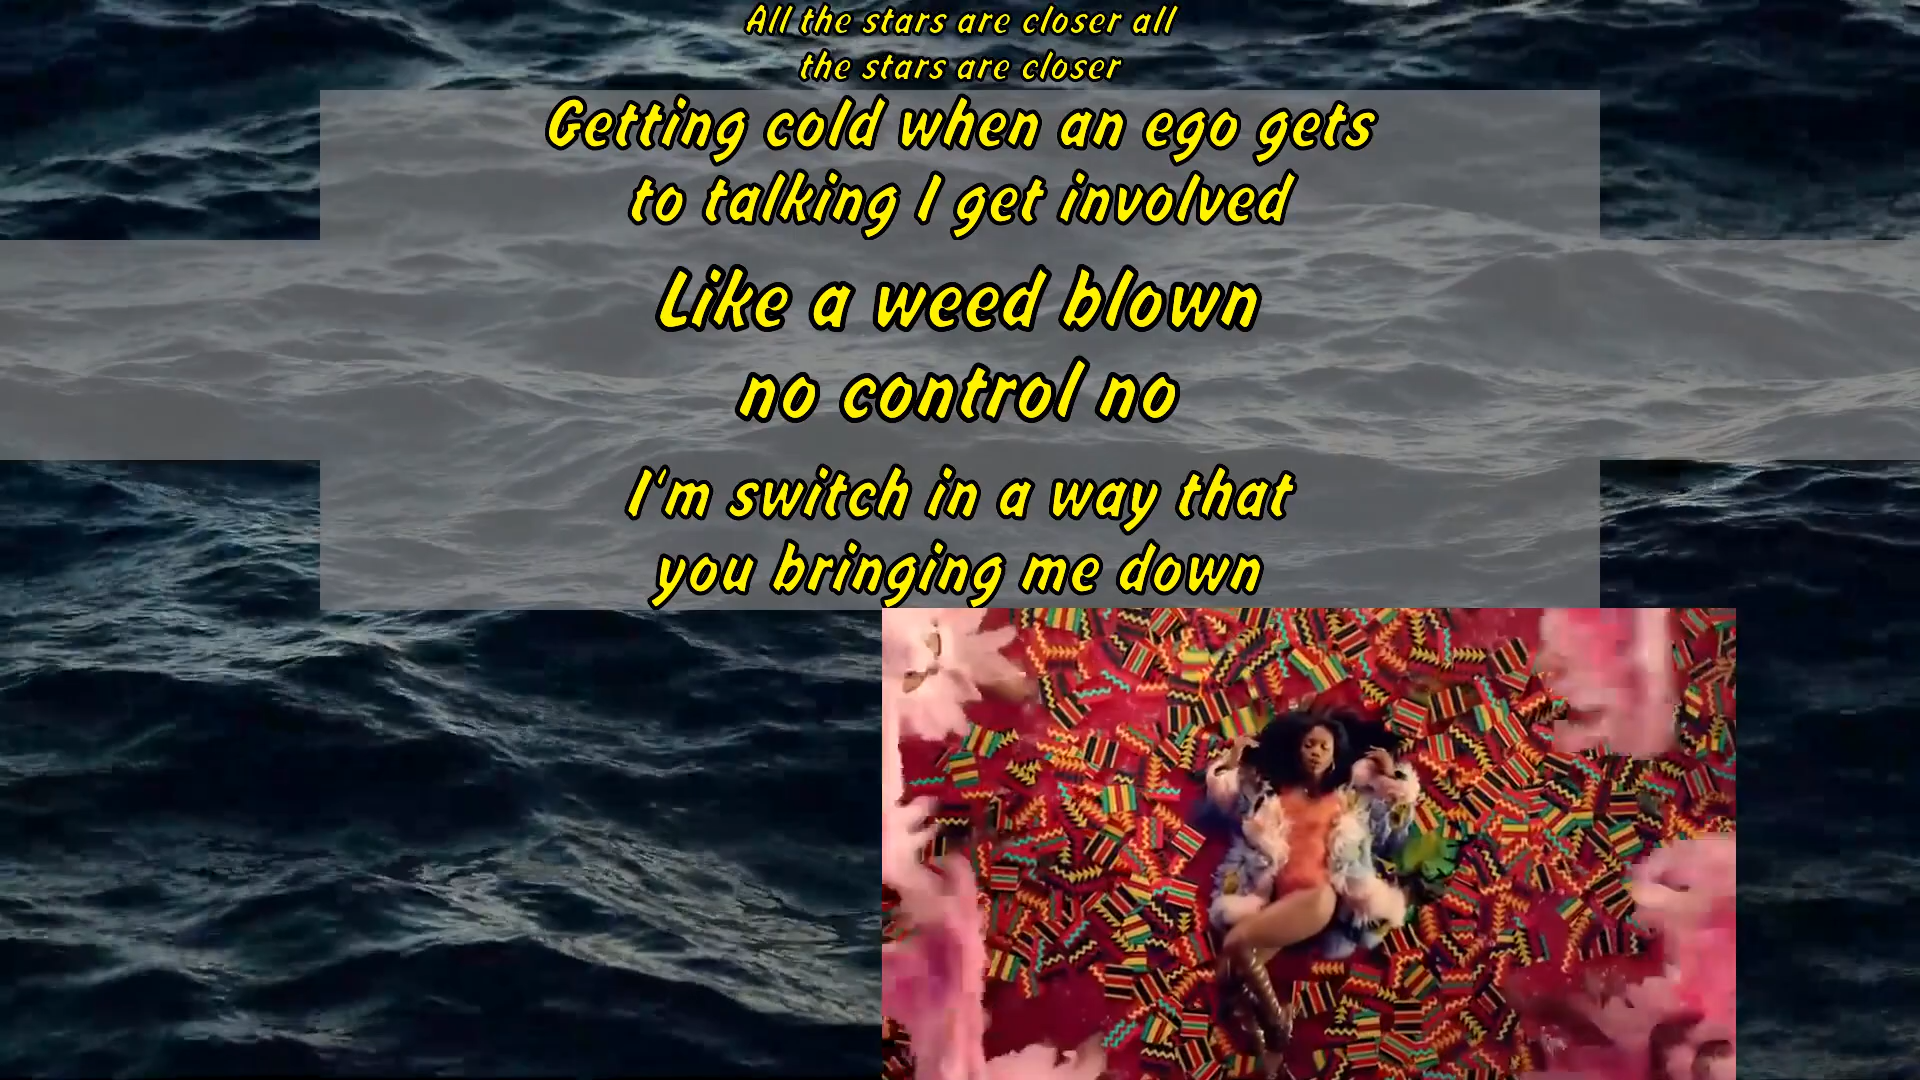 All the stars are closer all
the stars are closer
Getting cold when an ego gets
to talking I get involved
Like a weed blown
no control no
I'm switch in a way that
you bringing me down